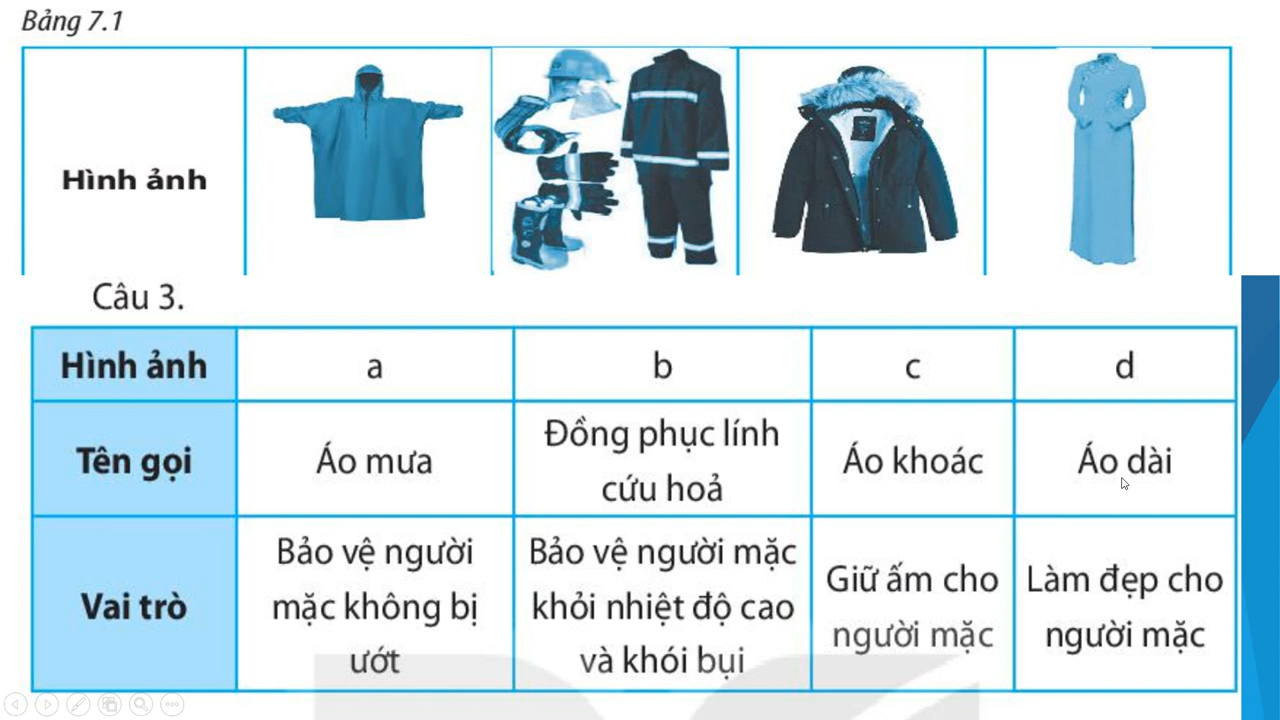 Bảng 7.1
Hình ảnh
Câu 3.
Hình ảnh a b c d
Tên gọi Áo mưa Đồng phục lính cứu hoả Áo khoác Áo dài
Vai trò Bảo vệ người mặc không bị ướt Bảo vệ người mặc khỏi nhiệt độ cao và khói bụi Giữ ấm cho người mặc Làm đẹp cho người mặc